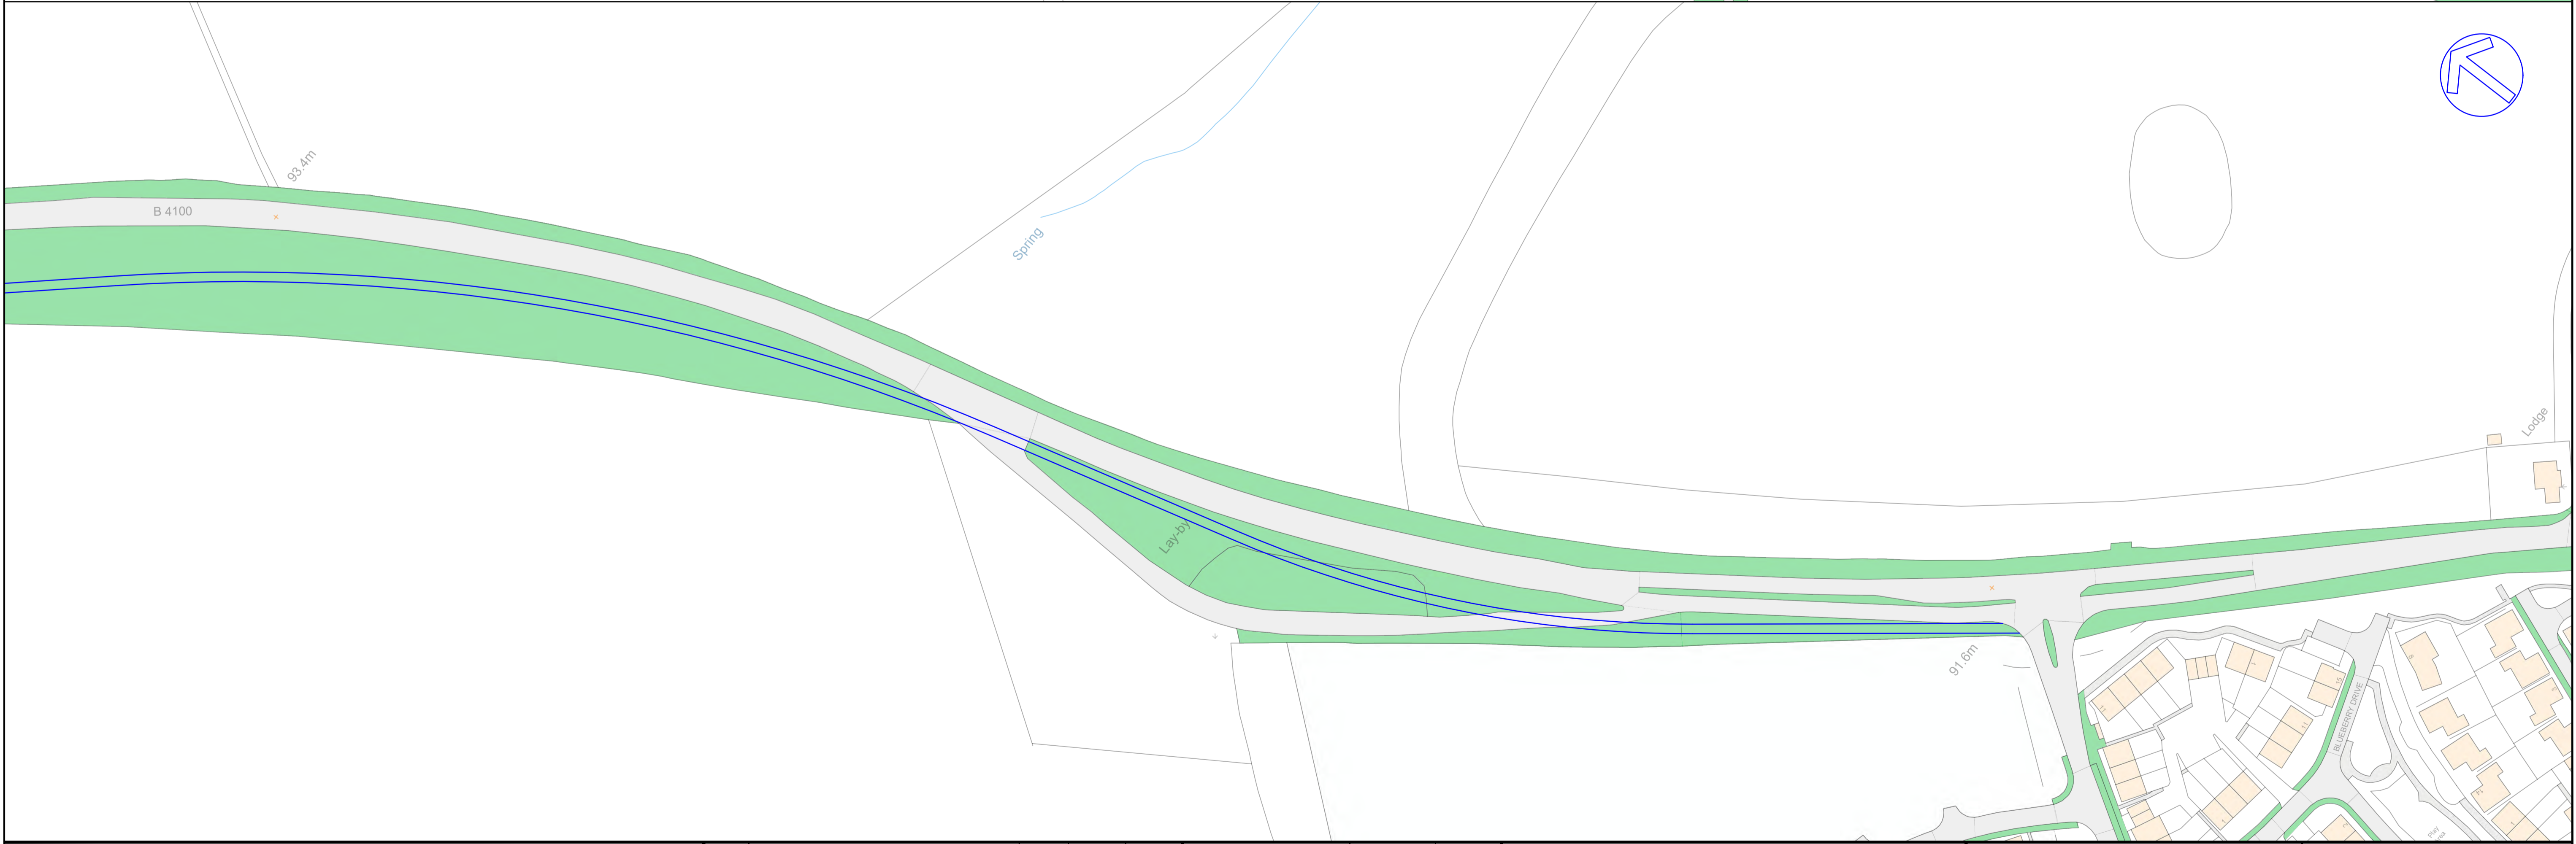 93.4m
B 4100
Spring
Lodge
Lay-by
91.6m
BLUEBERRY DRIVE